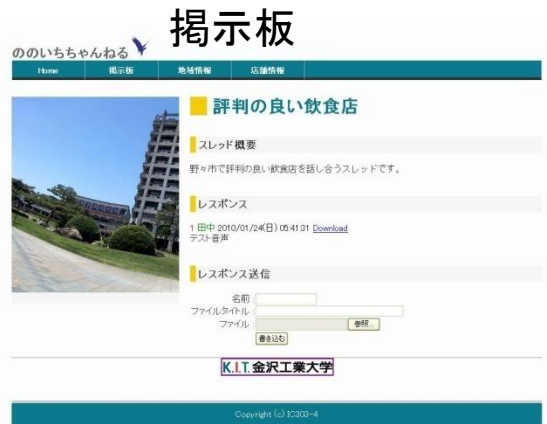 掲示板
ののいちちゃんねる
Home 掲示板 地域情報 店舗情報
評判の良い飲食店
スレッド概要
野々市で評判の良い飲食店を話し合うスレッドです。
レスポンス
1 田中 2010/01/24(日) 05:41:31 Download
テスト音声
レスポンス送信
名前 :
ファイルタイトル :
ファイル : 参照...
書き込む
K.I.T. 金沢工業大学
Copyright (c) IC303-4